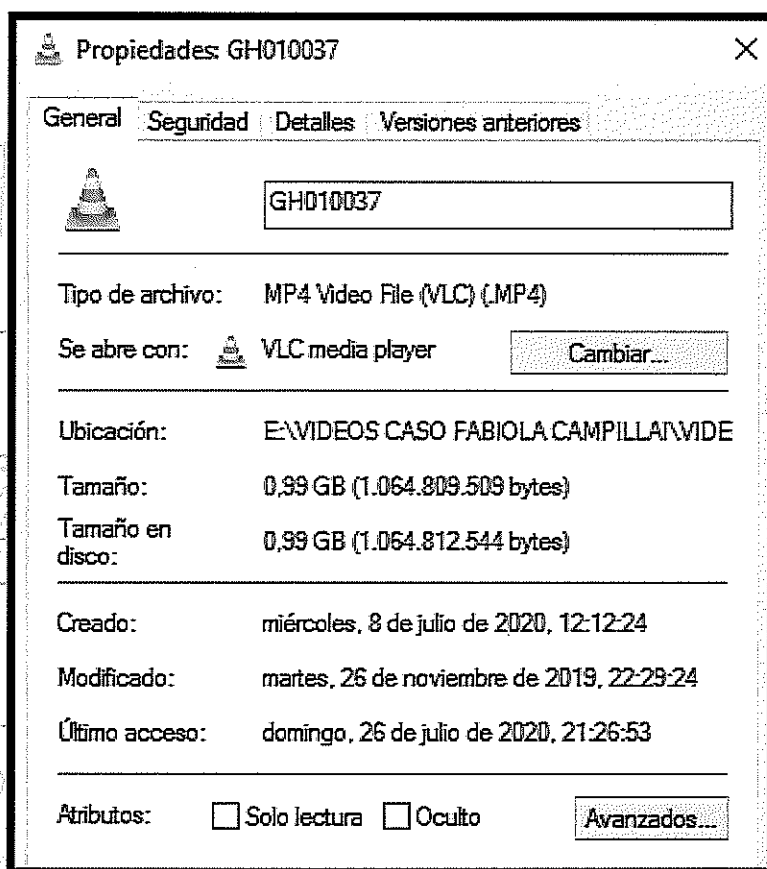 Propiedades: GH010037
General Seguridad Detalles Versiones anteriores
GH010037
Tipo de archivo: MP4 Video File (VLC) (.MP4)
Se abre con: VLC media player Cambiar...
Ubicación: E:\VIDEOS CASO FABIOLA CAMPILLAI\VIDE
Tamaño: 0,99 GB (1.064.809.509 bytes)
Tamaño en
disco: 0,99 GB (1.064.812.544 bytes)
Creado: miércoles, 8 de julio de 2020, 12:12:24
Modificado: martes, 26 de noviembre de 2019, 22:29:24
Último acceso: domingo, 26 de julio de 2020, 21:26:53
Atributos: Solo lectura Oculto Avanzados...